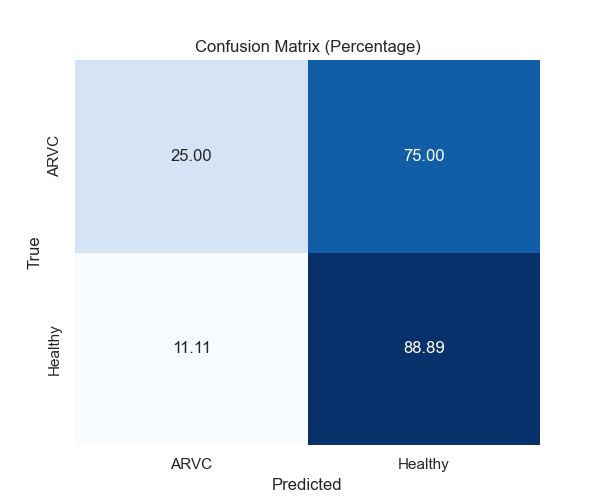 Confusion Matrix (Percentage)
ARVC
25.00
75.00
True
Healthy
11.11
88.89
ARVC
Healthy
Predicted